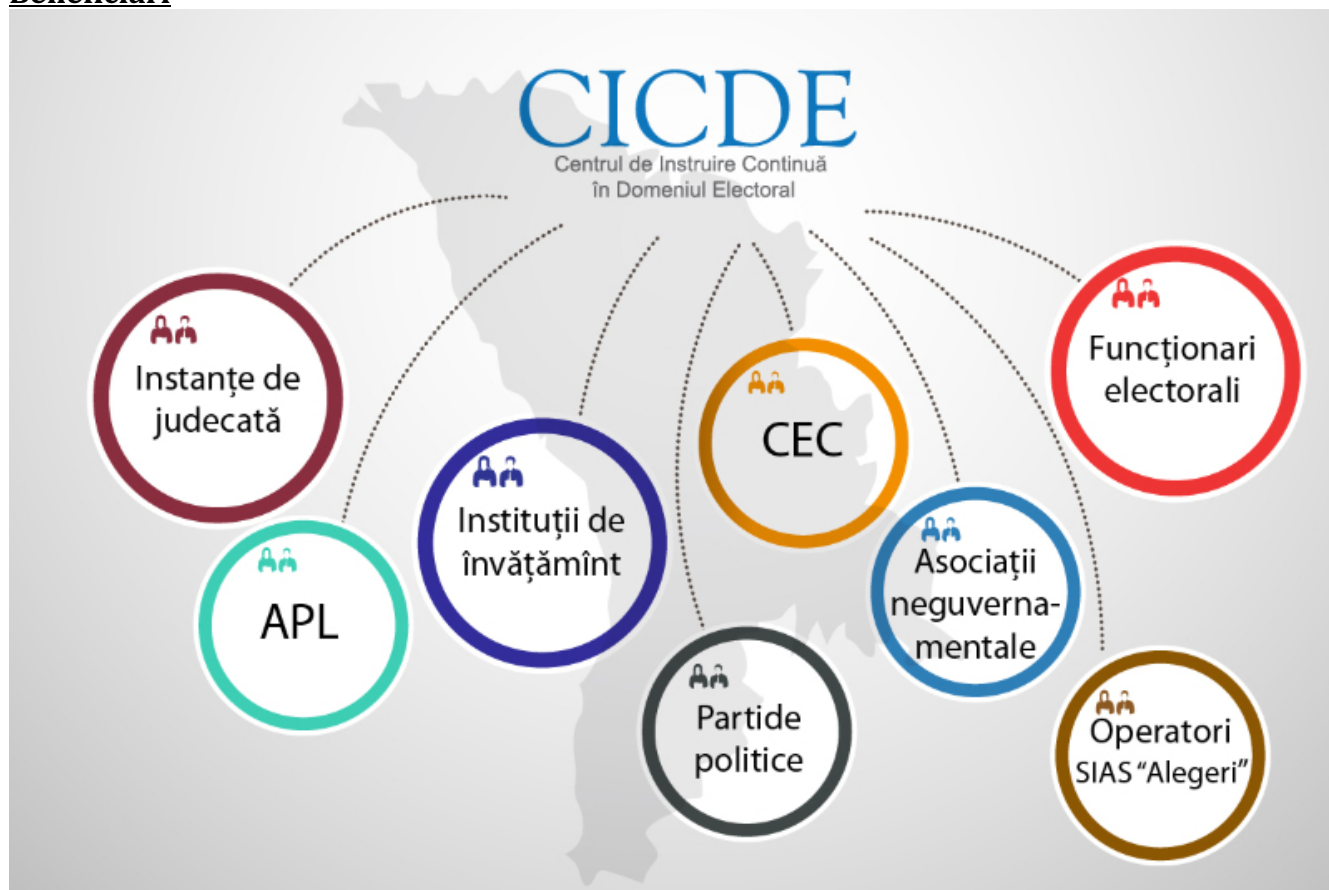 Beneficiari
CICDE
Centrul de Instruire Continuă
în Domeniul Electoral
Instanțe de
judecată
APL
Instituții de
învățămînt
Partide
politice
CEC
Asociații
neguverna-
mentale
Operatori
SIAS "Alegeri"
Funcționari
electorali